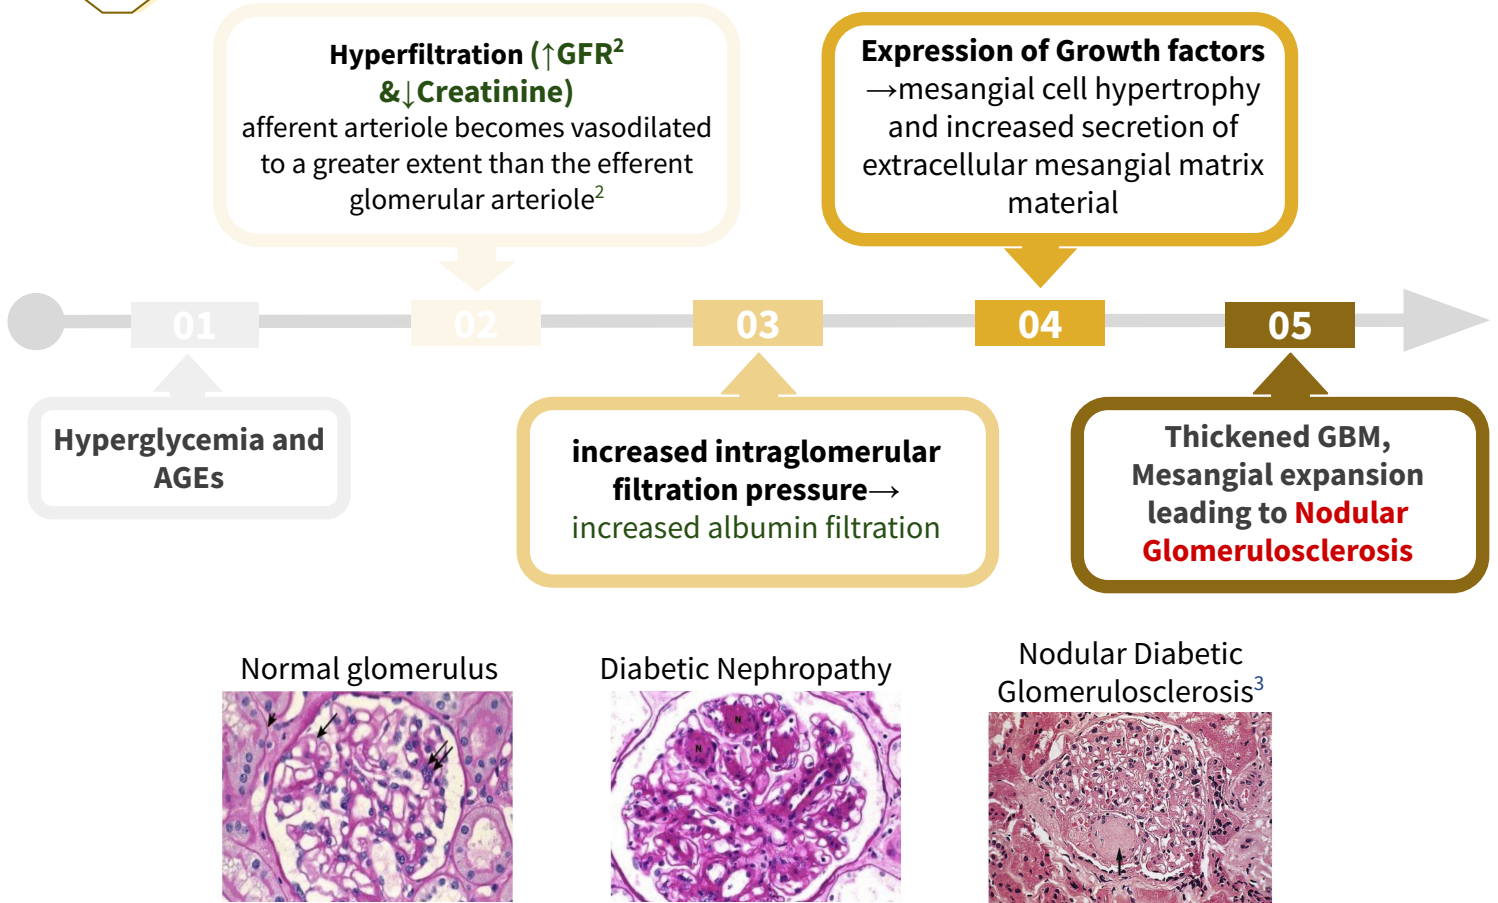 Hyperfiltration (↑GFR²
&↓Creatinine)
afferent arteriole becomes vasodilated
to a greater extent than the efferent
glomerular arteriole²
Expression of Growth factors
→mesangial cell hypertrophy
and increased secretion of
extracellular mesangial matrix
material
01
02
03
04
05
Hyperglycemia and
AGEs
increased intraglomerular
filtration pressure→
increased albumin filtration
Thickened GBM,
Mesangial expansion
leading to Nodular
Glomerulosclerosis
Normal glomerulus
Diabetic Nephropathy
Nodular Diabetic
Glomerulosclerosis³
N
N